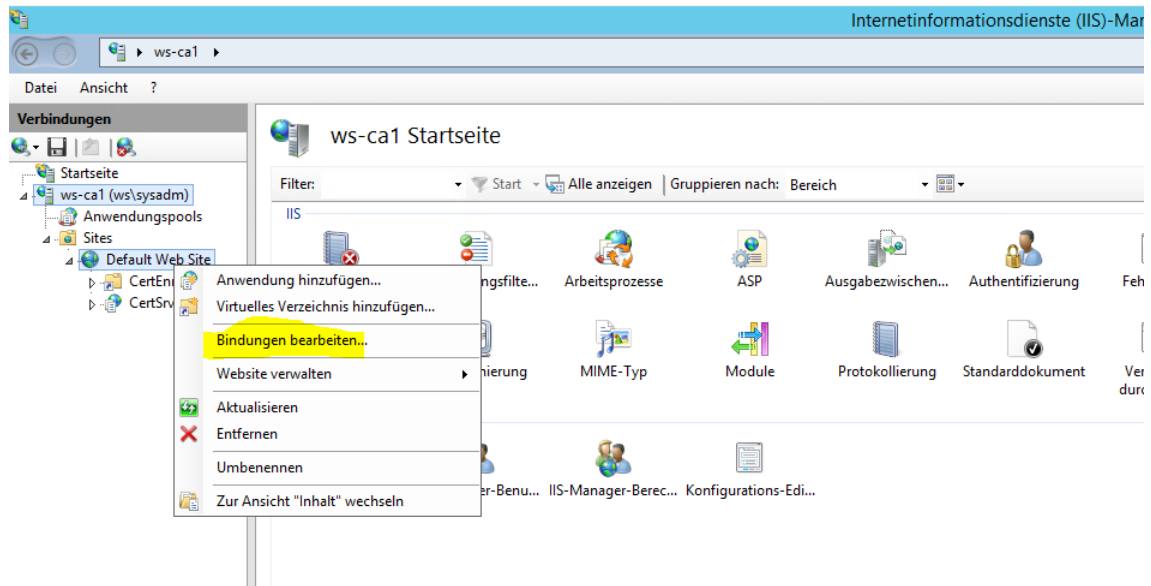 Internetinformationsdienste (IIS)-Mar
ws-ca1
Datei Ansicht ?
Verbindungen
Startseite
ws-ca1 (ws\sysadm)
Anwendungspools
Sites
Default Web Site
CertEn
CertSrv
ws-ca1 Startseite
Filter: Start Alle anzeigen Gruppieren nach: Bereich
IIS
ngsfilte... Arbeitsprozesse ASP Ausgabezwischen... Authentifizierung Feh
nierung MIME-Typ Module Protokollierung Standarddokument Ver
durc
er-Benu... IIS-Manager-Berec... Konfigurations-Edi...
Anwendung hinzufügen...
Virtuelles Verzeichnis hinzufügen...
Bindungen bearbeiten...
Website verwalten
Aktualisieren
Entfernen
Umbenennen
Zur Ansicht "Inhalt" wechseln